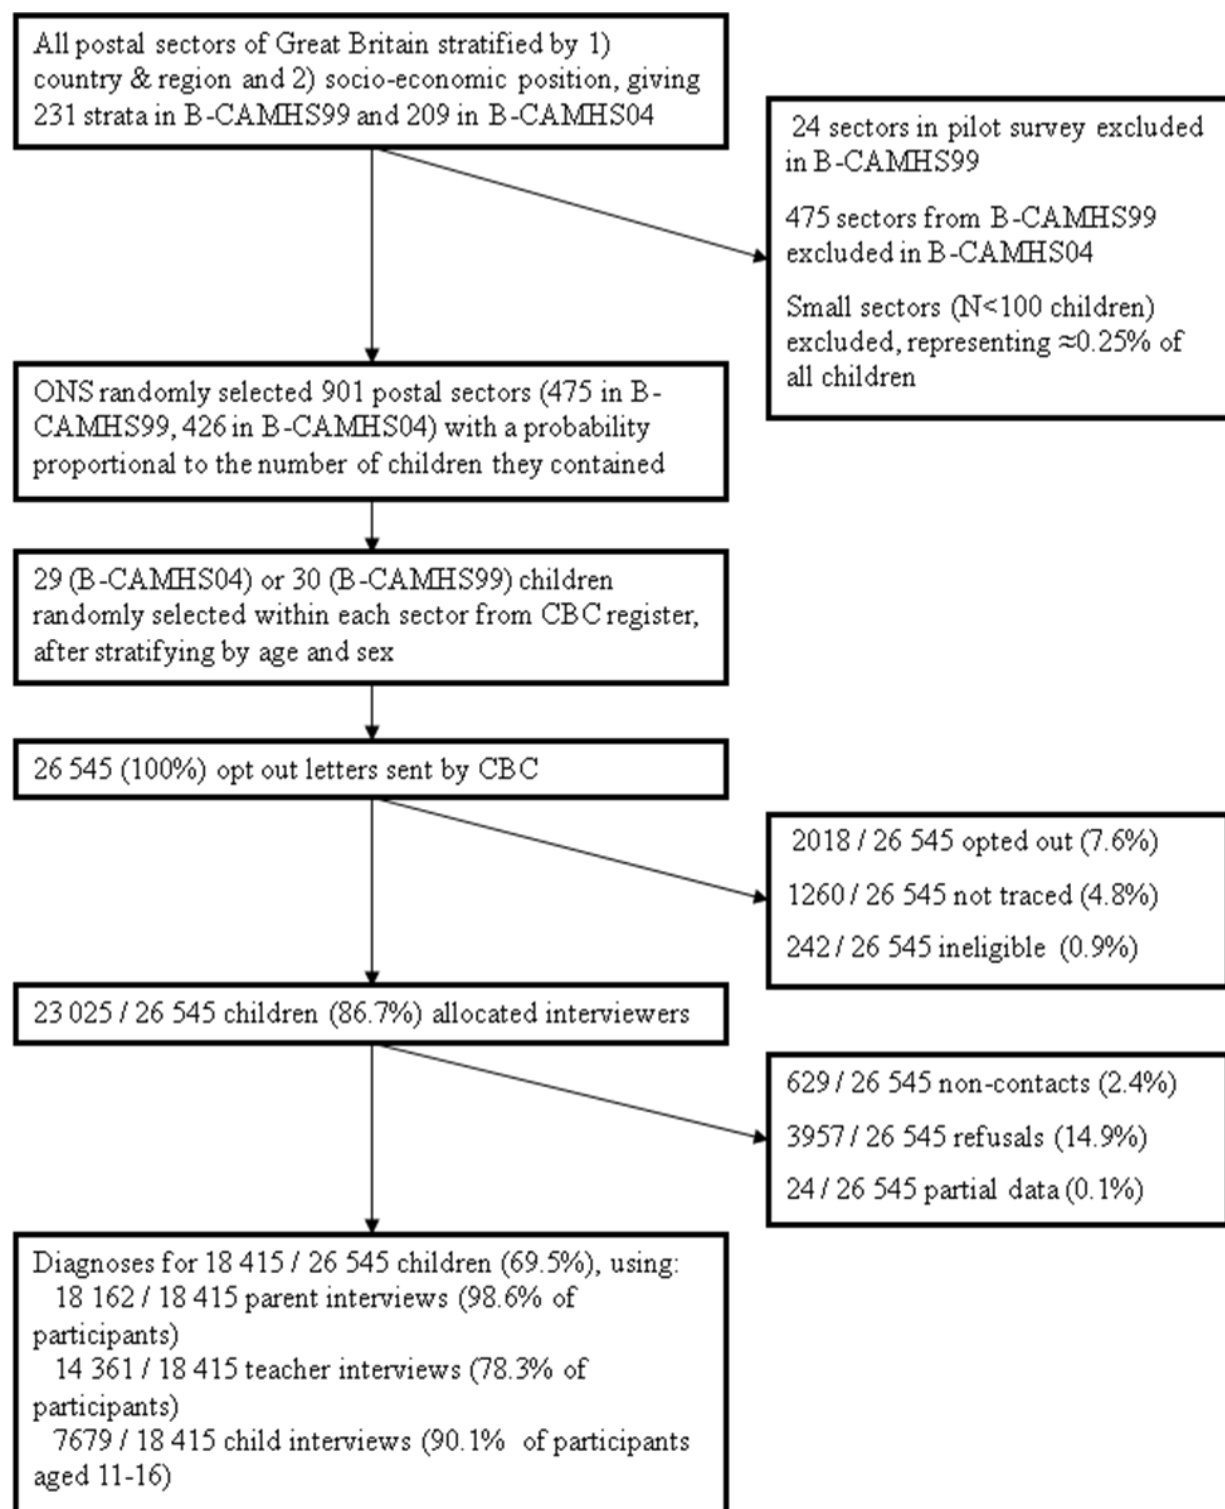 All postal sectors of Great Britain stratified by 1)
country & region and 2) socio-economic position, giving
231 strata in B-CAMHS99 and 209 in B-CAMHS04
24 sectors in pilot survey excluded
in B-CAMHS99
475 sectors from B-CAMHS99
excluded in B-CAMHS04
Small sectors (N<100 children)
excluded, representing ≈0.25% of
all children
ONS randomly selected 901 postal sectors (475 in B-
CAMHS99, 426 in B-CAMHS04) with a probability
proportional to the number of children they contained
29 (B-CAMHS04) or 30 (B-CAMHS99) children
randomly selected within each sector from CBC register,
after stratifying by age and sex
26 545 (100%) opt out letters sent by CBC
2018 / 26 545 opted out (7.6%)
1260 / 26 545 not traced (4.8%)
242 / 26 545 ineligible (0.9%)
23 025 / 26 545 children (86.7%) allocated interviewers
629 / 26 545 non-contacts (2.4%)
3957 / 26 545 refusals (14.9%)
24 / 26 545 partial data (0.1%)
Diagnoses for 18 415 / 26 545 children (69.5%), using:
18 162 / 18 415 parent interviews (98.6% of
participants)
14 361 / 18 415 teacher interviews (78.3% of
participants)
7679 / 18 415 child interviews (90.1% of participants
aged 11-16)